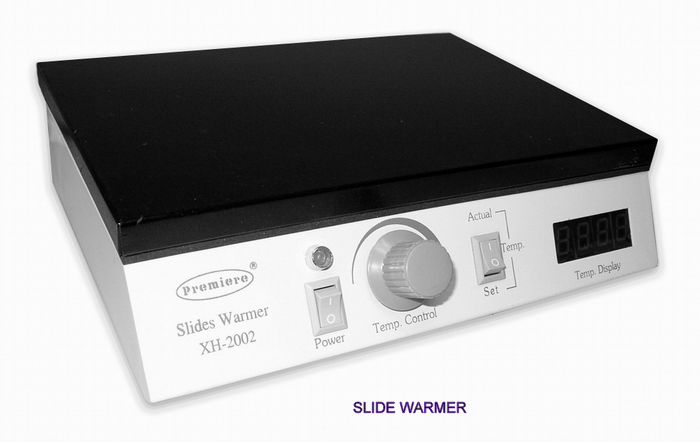 Premiere®
Slides Warmer
XH-2002
Power
Temp. Control
Actual
Temp.
Set
Temp. Display
SLIDE WARMER